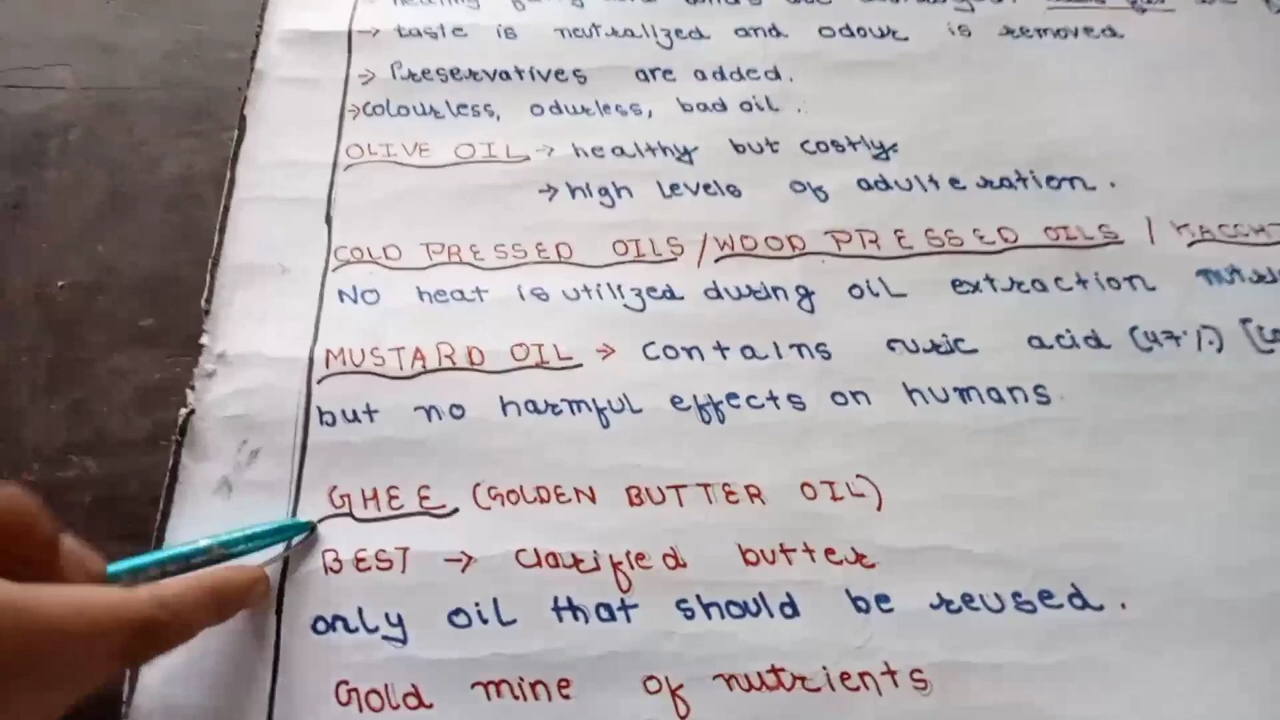 → taste is neutralized and odour is removed
→ Preservatives are added.
→ colourless, odurless, bad oil.
OLIVE OIL → healthy but costly.
→ high levels of adulteration.
COLD PRESSED OILS / WOOD PRESSED OILS /
No heat is utilized during oil extraction
MUSTARD OIL → contains ruric acid (47%)
but no harmful effects on humans
GHEE (GOLDEN BUTTER OIL)
BEST → Clarified butter
only oil that should be reused.
Gold mine of nutrients